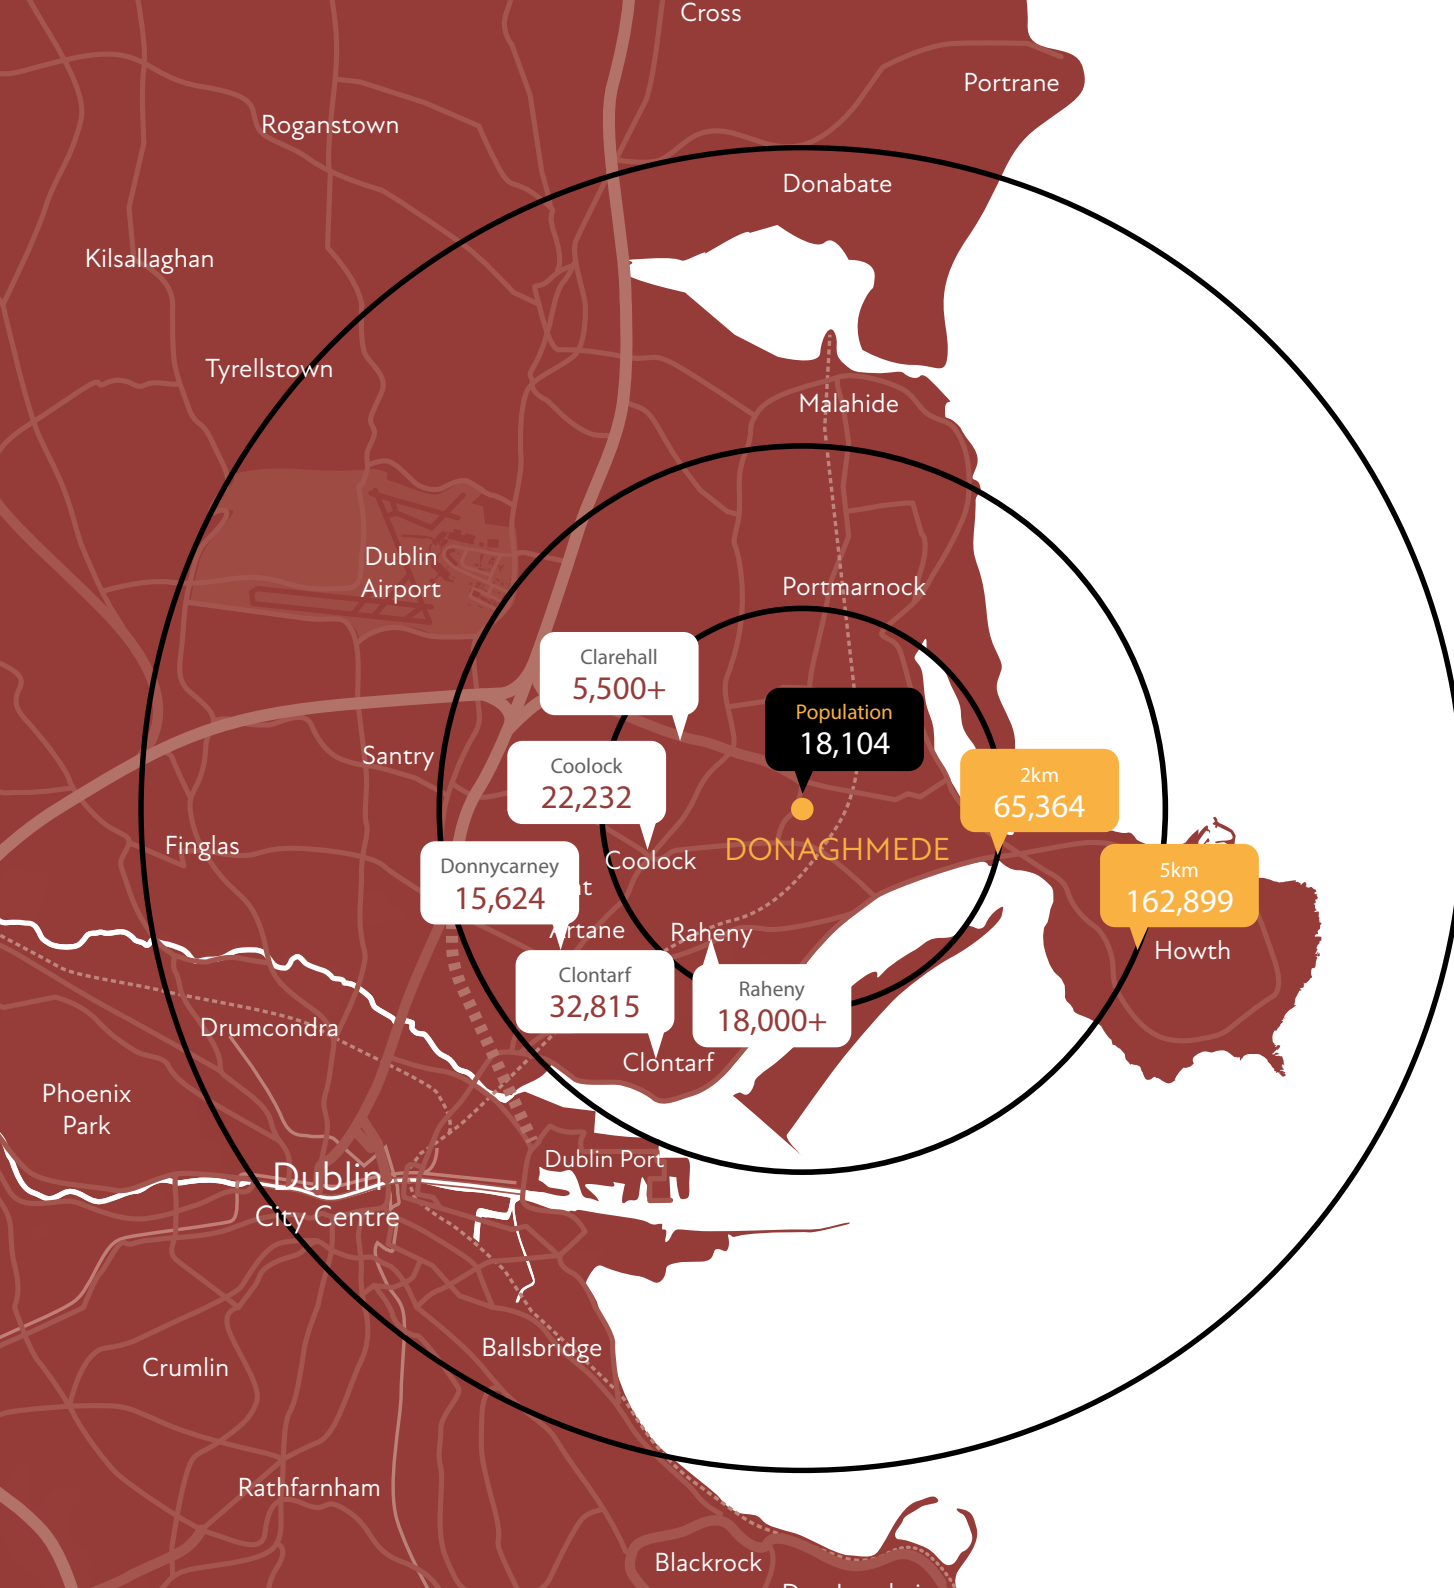 Cross
Portrane
Roganstown
Donabate
Kilsallaghan
Tyrellstown
Malahide
Dublin
Airport
Portmarnock
Clarehall
5,500+
Population
18,104
Santry
Coolock
22,232
2km
65,364
DONAGHMEDE
Finglas
Coolock
Donnycarney
15,624
5km
162,899
Artane
Raheny
Howth
Clontarf
32,815
Raheny
18,000+
Drumcondra
Clontarf
Phoenix
Park
Dublin Port
Dublin
City Centre
Ballsbridge
Crumlin
Rathfarnham
Blackrock